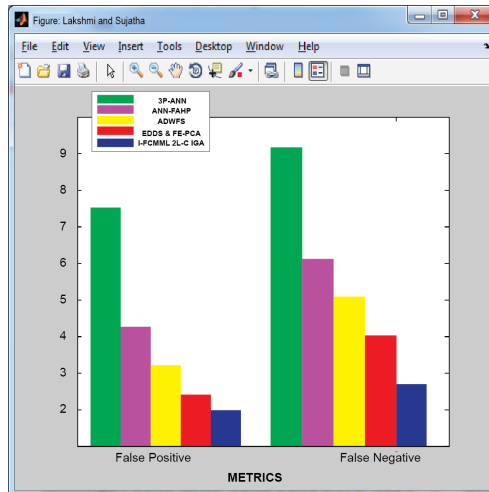 Figure: Lakshmi and Sujatha
File Edit View Insert Tools Desktop Window Help
3P-ANN
ANN-FAHP
ADWFS
EDDS & FE-PCA
I-FCMML 2L-C IGA
9
8
7
6
5
4
3
2
False Positive False Negative
METRICS